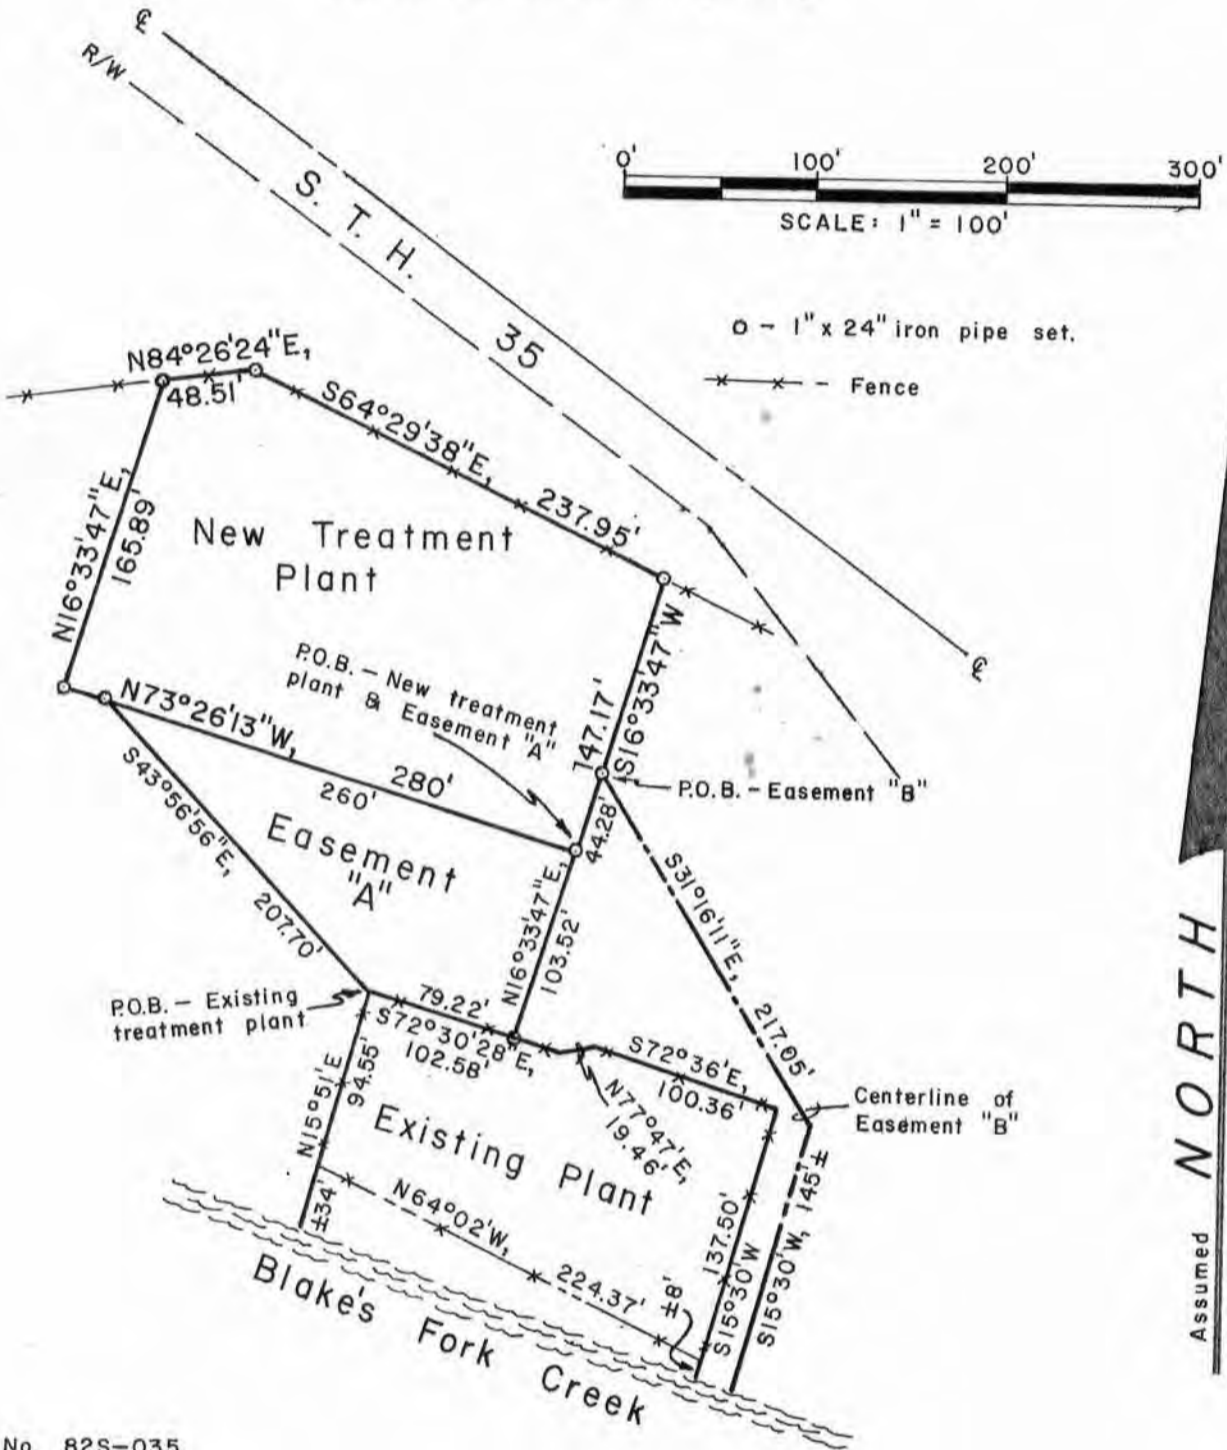 ℄
R/W
S. T. H. 35
℄
0' 100' 200' 300'
SCALE: 1" = 100'
O - 1" x 24" iron pipe set.
- Fence
N84°26'24"E,
48.51'
S64°29'38"E, 237.95'
N16°33'47"E,
165.89'
New Treatment
Plant
P.O.B. - New treatment
plant & Easement "A"
147.17'
S16°33'47"W
N73°26'13"W, 280'
260'
P.O.B. - Easement "B"
44.28'
S43°56'56"E, 207.70'
Easement
"A"
N16°33'47"E,
103.52'
S31°16'11"E, 217.05'
P.O.B. - Existing
treatment plant
79.22'
S72°30'28"E,
102.58'
S72°36'E,
100.36'
N77°47'E,
19.46'
Centerline of
Easement "B"
N15°51'E
94.55'
±34'
Existing Plant
N64°02'W, 224.37'
±8'
137.50'
S15°30'W
S15°30'W, 145'±
Blake's Fork Creek
Assumed NORTH
No. 82S-035